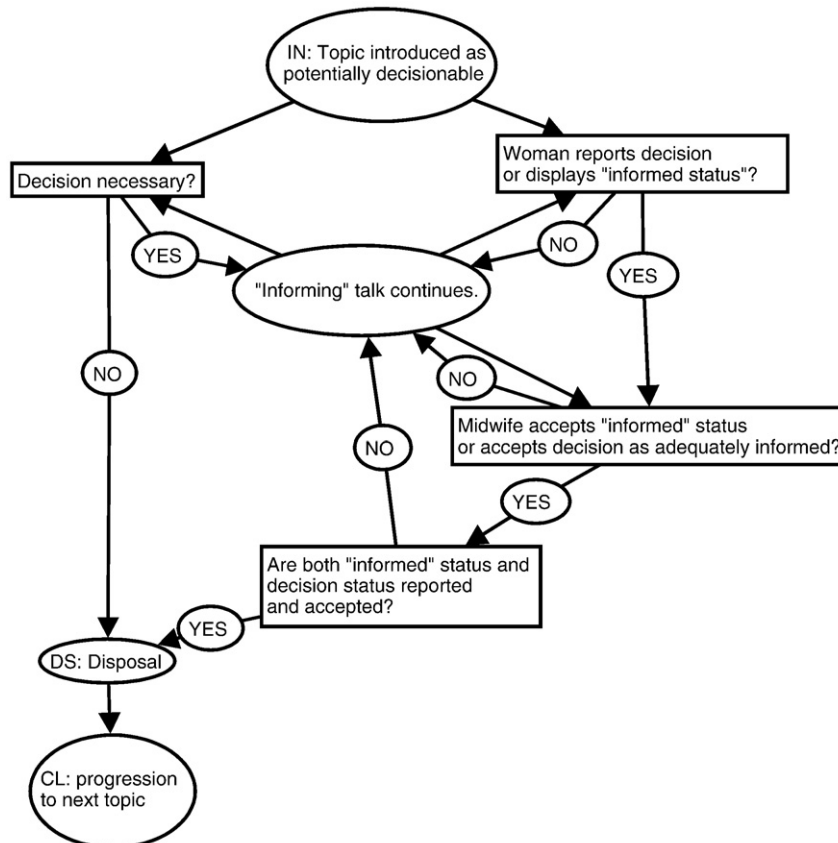 IN: Topic introduced as
potentially decisionable
Decision necessary?
Woman reports decision
or displays "informed status"?
YES
NO
"Informing" talk continues.
YES
NO
NO
Midwife accepts "informed" status
or accepts decision as adequately informed?
NO
YES
Are both "informed" status and
decision status reported
and accepted?
YES
DS: Disposal
CL: progression
to next topic